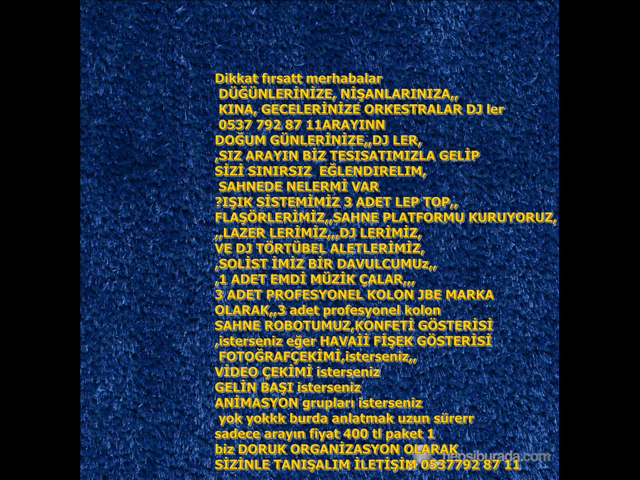 Dikkat fırsatt merhabalar
DÜĞÜNLERİNİZE, NİŞANLARINIZA,,
KINA, GECELERİNİZE ORKESTRALAR DJ ler
0537 792 87 11ARAYINN
DOĞUM GÜNLERİNİZE,,DJ LER,
,SIZ ARAYIN BİZ TESISATIMIZLA GELİP
SİZİ SINIRSIZ EĞLENDIRELIM,
SAHNEDE NELERMİ VAR
?IŞIK SİSTEMİMİZ 3 ADET LEP TOP,,
FLAŞÖRLERİMİZ,,SAHNE PLATFORMU KURUYORUZ,
,,LAZER LERİMİZ,,,DJ LERİMİZ,
VE DJ TÖRTÜBEL ALETLERİMİZ,
,SOLİST İMİZ BİR DAVULCUMUz,,
,1 ADET EMDİ MÜZİK ÇALAR,,,
3 ADET PROFESYONEL KOLON JBE MARKA
OLARAK,,3 adet profesyonel kolon
SAHNE ROBOTUMUZ,KONFETİ GÖSTERİSİ
,isterseniz eğer HAVAİİ FİŞEK GÖSTERİSİ
FOTOĞRAFÇEKİMİ,isterseniz,,
VİDEO ÇEKİMİ isterseniz
GELİN BAŞI isterseniz
ANİMASYON grupları isterseniz
yok yokkk burda anlatmak uzun sürerr
sadece arayın fiyat 400 tl paket 1
biz DORUK ORGANİZASYON OLARAK
hepsiburada.com
SİZİNLE TANIŞALIM İLETİŞİM 0537792 87 11